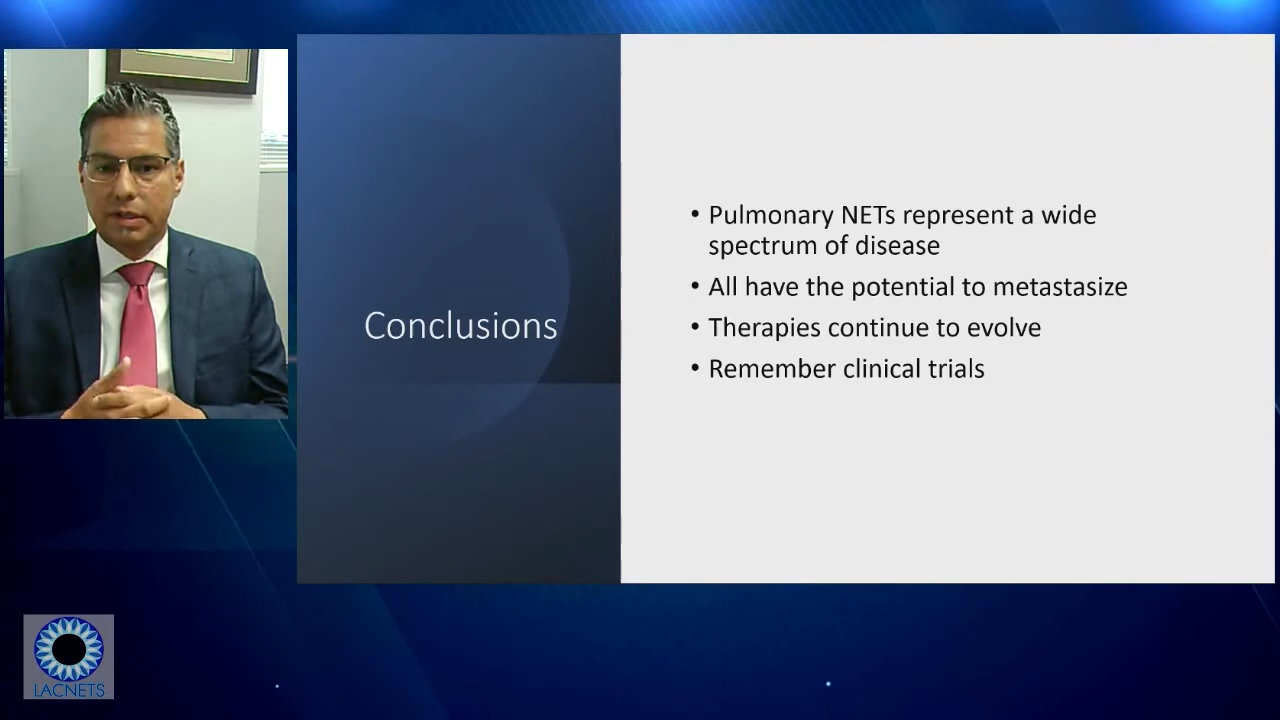 Conclusions
• Pulmonary NETs represent a wide
spectrum of disease
• All have the potential to metastasize
• Therapies continue to evolve
• Remember clinical trials
LACNETS